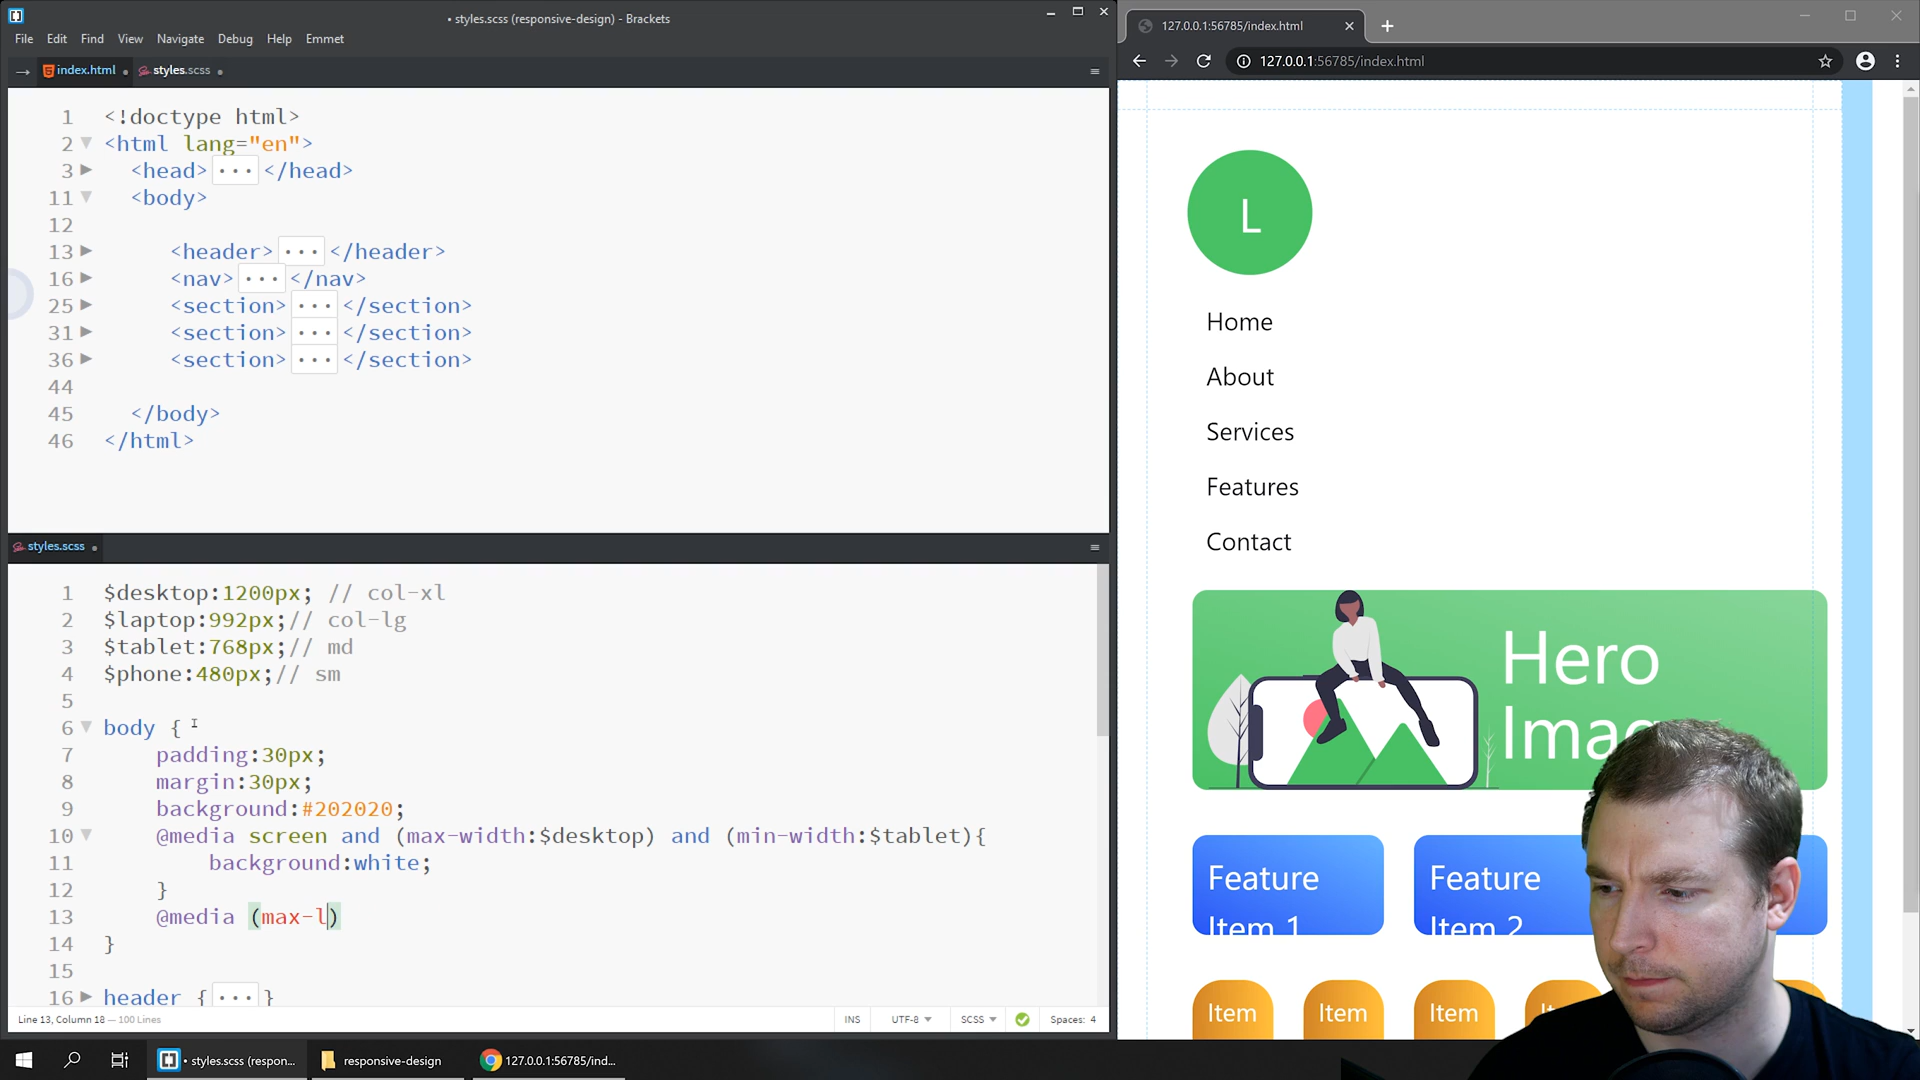 • styles.scss (responsive-design) - Brackets
File Edit Find View Navigate Debug Help Emmet
index.html • styles.scss •
1 <!doctype html>
2 <html lang="en">
3 <head> ... </head>
11 <body>
12
13 <header> ... </header>
16 <nav> ... </nav>
25 <section> ... </section>
31 <section> ... </section>
36 <section> ... </section>
44
45 </body>
46 </html>
styles.scss •
1 $desktop:1200px; // col-xl
2 $laptop:992px;// col-lg
3 $tablet:768px;// md
4 $phone:480px;// sm
5
6 body {
7 padding:30px;
8 margin:30px;
9 background:#202020;
10 @media screen and (max-width:$desktop) and (min-width:$tablet){
11 background:white;
12 }
13 @media (max-l)
14 }
15
16 header { ... }
Line 13, Column 18 — 100 Lines
INS UTF-8 SCSS Spaces: 4
127.0.0.1:56785/index.html
127.0.0.1:56785/index.html
L
Home
About
Services
Features
Contact
Hero
Feature
Item 1
Feature
Item 2
Item Item Item
• styles.scss (respon...
responsive-design
127.0.0.1:56785/ind...